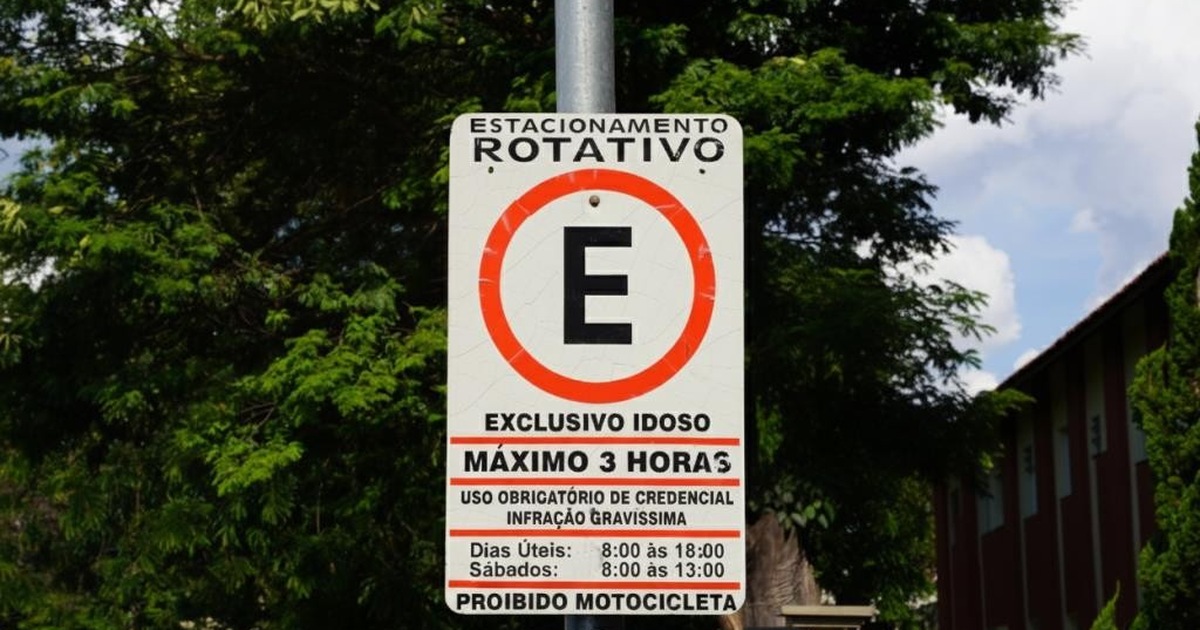 ESTACIONAMENTO
ROTATIVO
E
EXCLUSIVO IDOSO
MÁXIMO 3 HORAS
USO OBRIGATÓRIO DE CREDENCIAL
INFRAÇÃO GRAVÍSSIMA
Dias Úteis: 8:00 às 18:00
Sábados: 8:00 às 13:00
PROIBIDO MOTOCICLETA